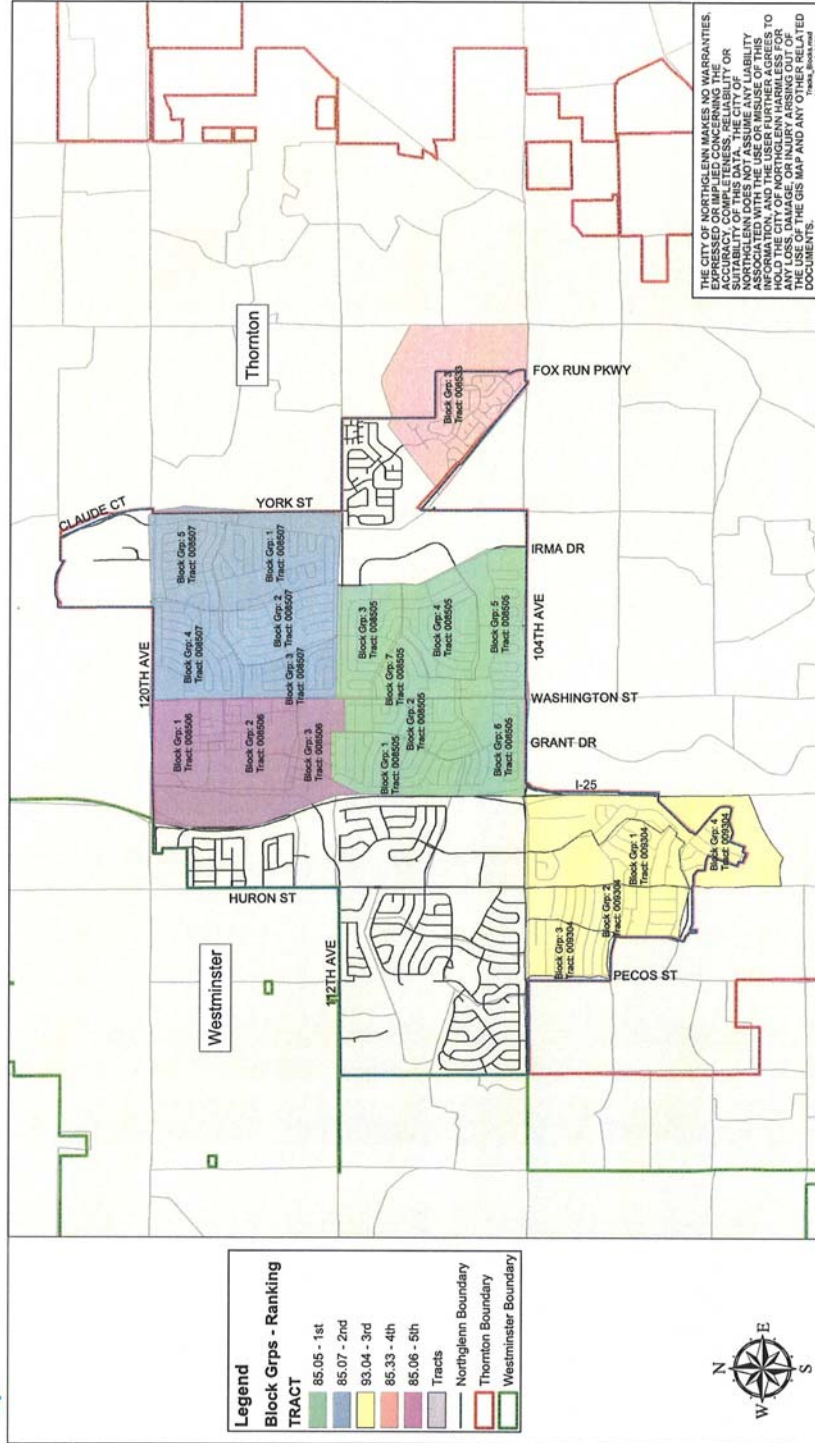 Legend
Block Grps - Ranking
TRACT
85.05 - 1st
85.07 - 2nd
93.04 - 3rd
85.33 - 4th
85.06 - 5th
Tracts
Northglenn Boundary
Thornton Boundary
Westminster Boundary
N
W
E
S
Westminster
Thornton
CLAUDE CT
120TH AVE
YORK ST
HURON ST
112TH AVE
Block Grp: 1
Tract: 008506
Block Grp: 2
Tract: 008506
Block Grp: 3
Tract: 008506
Block Grp: 4
Tract: 008507
Block Grp: 5
Tract: 008507
Block Grp: 2
Tract: 008507
Block Grp: 1
Tract: 008507
Block Grp: 3
Tract: 008507
Block Grp: 3
Tract: 008505
Block Grp: 7
Tract: 008505
Block Grp: 2
Tract: 008505
Block Grp: 1
Tract: 008505
Block Grp: 4
Tract: 008505
Block Grp: 5
Tract: 008505
Block Grp: 6
Tract: 008505
Block Grp: 3
Tract: 008533
FOX RUN PKWY
IRMA DR
104TH AVE
WASHINGTON ST
GRANT DR
I-25
Block Grp: 1
Tract: 009304
Block Grp: 4
Tract: 009304
Block Grp: 2
Tract: 009304
Block Grp: 3
Tract: 009304
PECOS ST
THE CITY OF NORTHGLENN MAKES NO WARRANTIES,
EXPRESSED OR IMPLIED CONCERNING THE
ACCURACY, COMPLETENESS, RELIABILITY OR
SUITABILITY OF THIS DATA. THE CITY OF
NORTHGLENN DOES NOT ASSUME ANY LIABILITY
ASSOCIATED WITH THE USE OR MISUSE OF THIS
INFORMATION, AND THE USER FURTHER AGREES TO
HOLD THE CITY OF NORTHGLENN HARMLESS FOR
ANY LOSS, DAMAGE, OR INJURY ARISING OUT OF
THE USE OF THE GIS MAP AND ANY OTHER RELATED
DOCUMENTS.
Tracks_Blocks.mxd